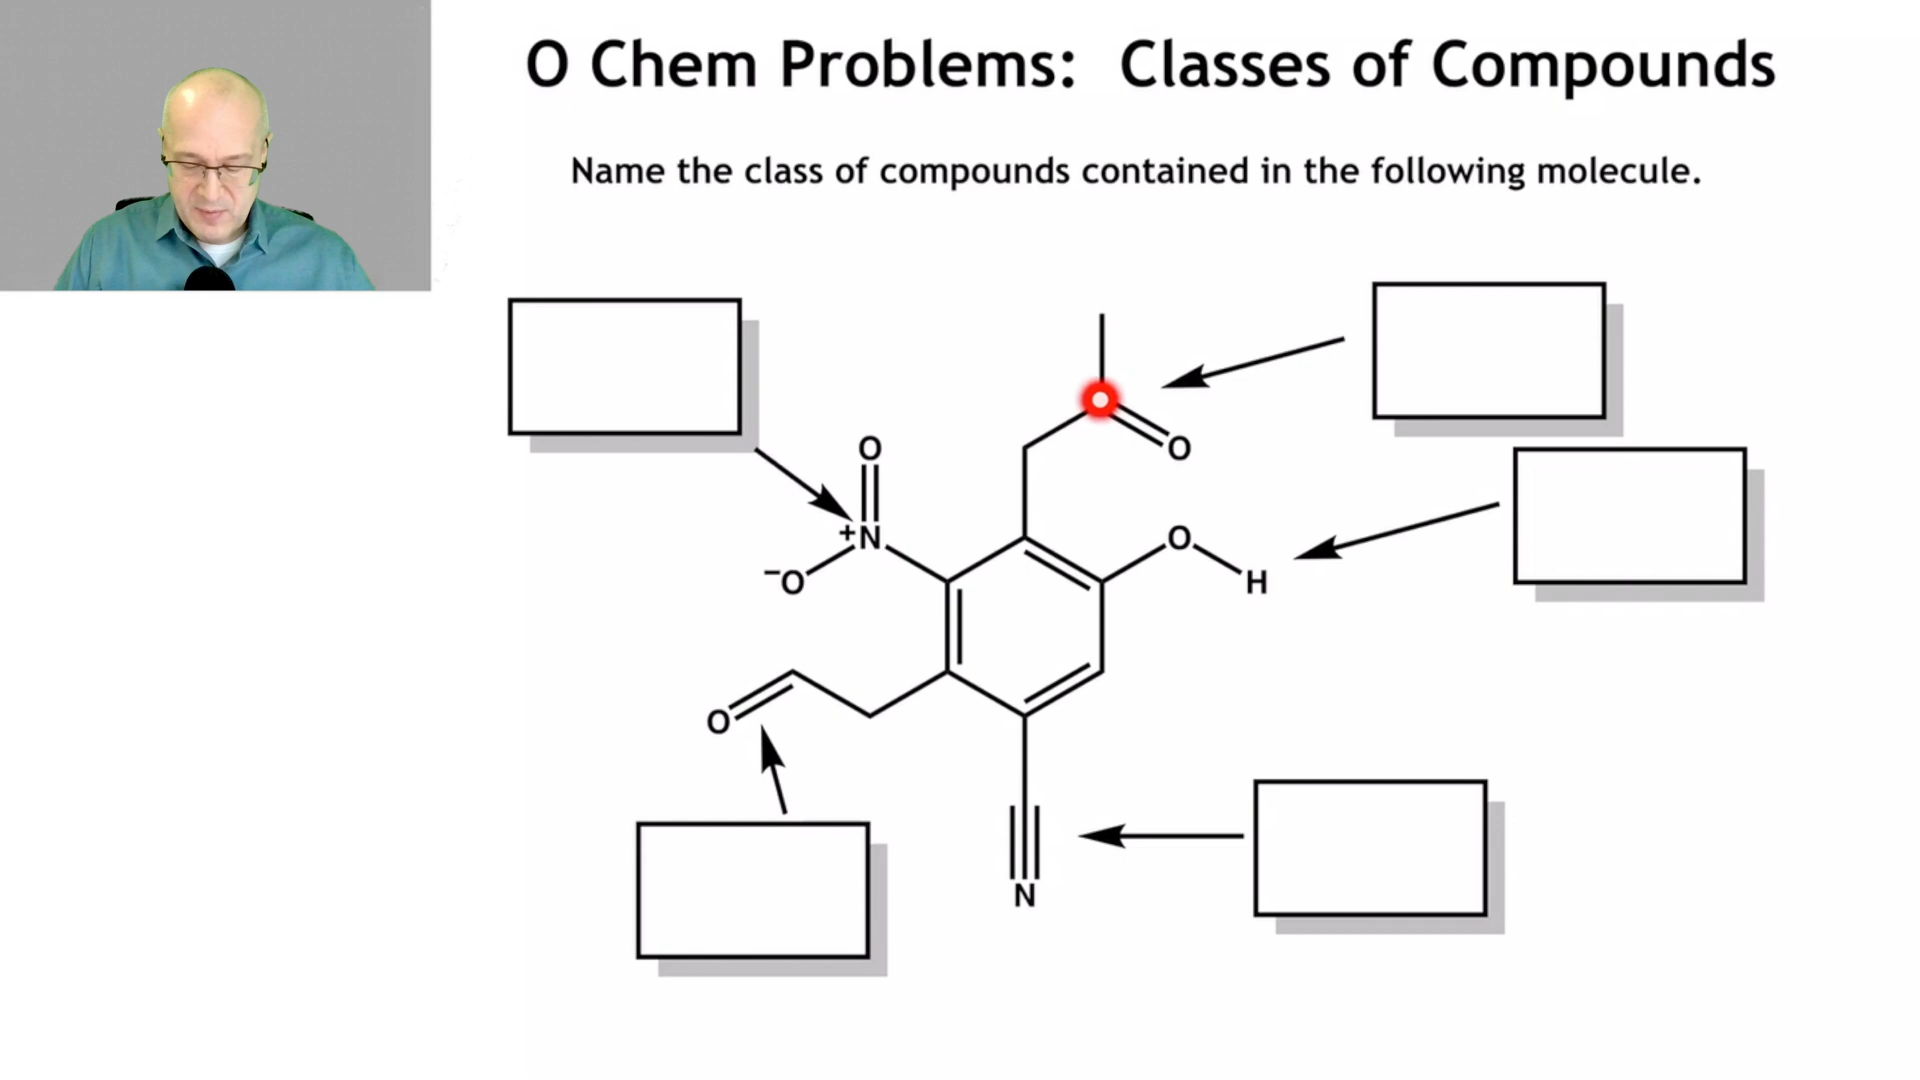 O Chem Problems: Classes of Compounds
Name the class of compounds contained in the following molecule.
O
O
+N
−O
O
H
O
N